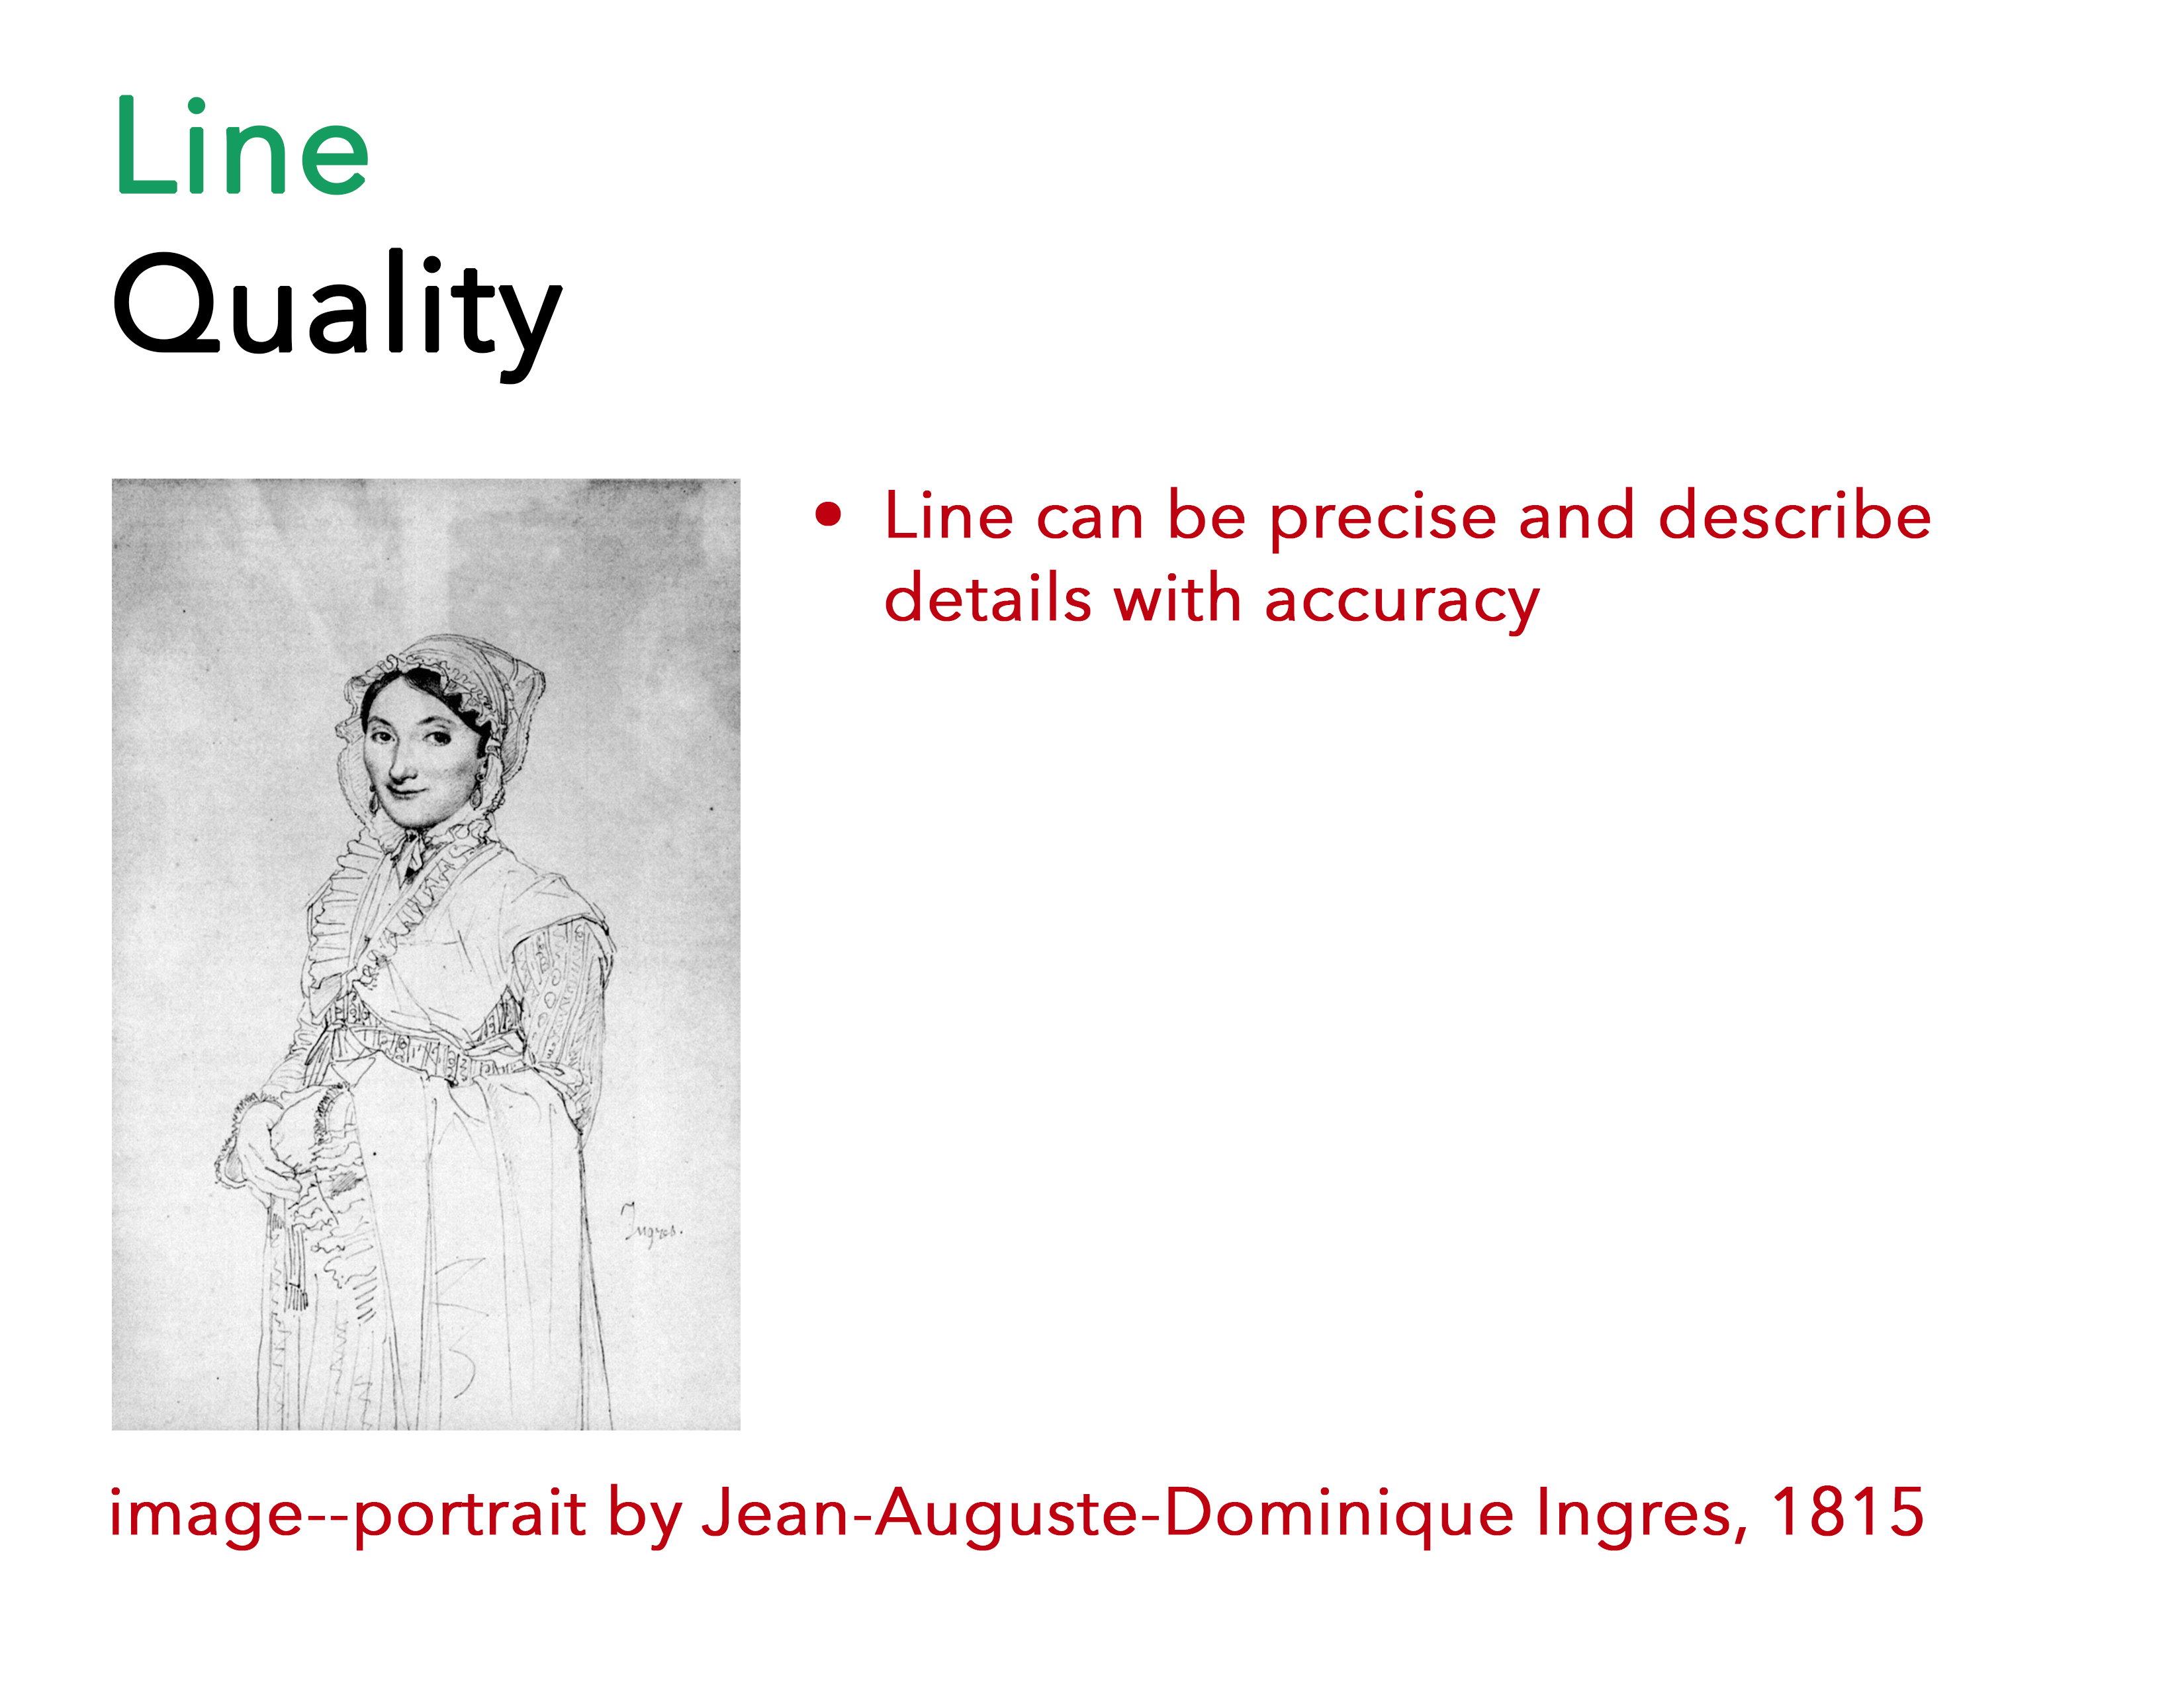 Line
Quality
• Line can be precise and describe
details with accuracy
Ingres.
image--portrait by Jean-Auguste-Dominique Ingres, 1815